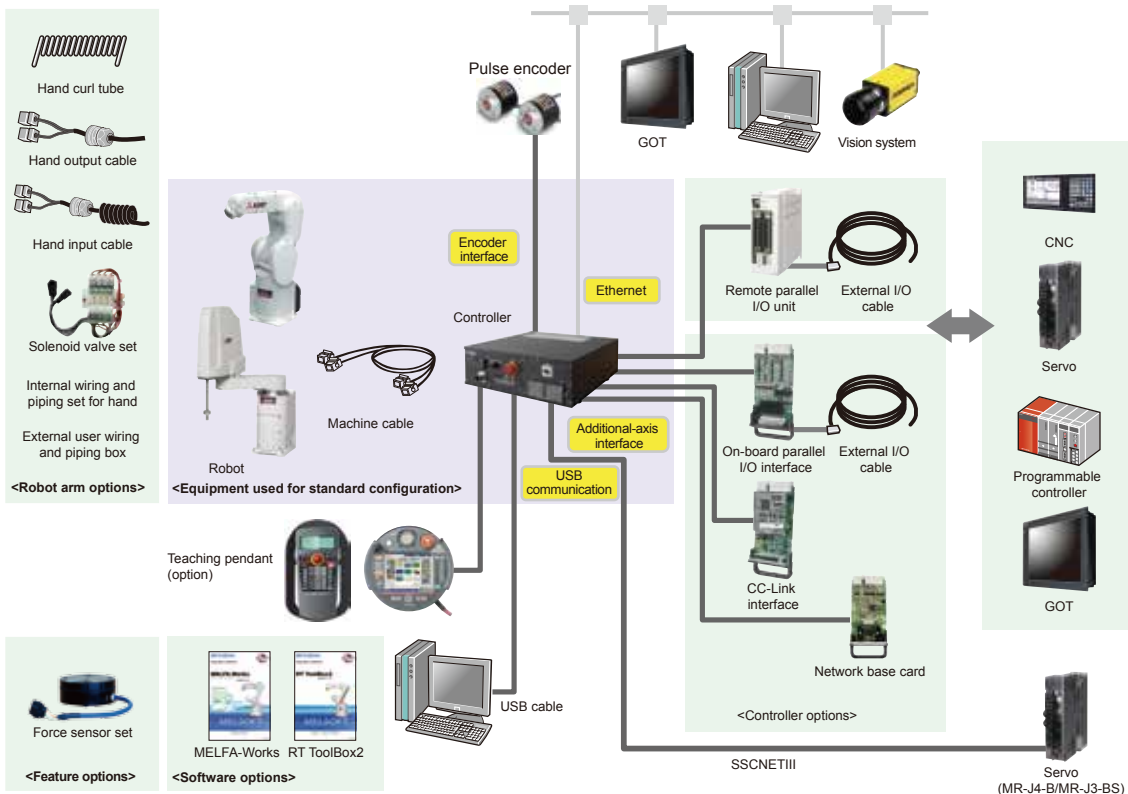 Hand curl tube
Hand output cable
Hand input cable
Solenoid valve set
Internal wiring and
piping set for hand
External user wiring
and piping box
<Robot arm options>
Pulse encoder
GOT
Vision system
Encoder
interface
Ethernet
Controller
Machine cable
Robot
Additional-axis
interface
USB
communication
<Equipment used for standard configuration>
Remote parallel
I/O unit
External I/O
cable
On-board parallel
I/O interface
External I/O
cable
CC-Link
interface
Network base card
<Controller options>
CNC
Servo
Programmable
controller
GOT
Teaching pendant
(option)
USB cable
Force sensor set
<Feature options>
MELFA-Works
RT ToolBox2
MELFA-Works
RT ToolBox2
<Software options>
SSCNETIII
Servo
(MR-J4-B/MR-J3-BS)